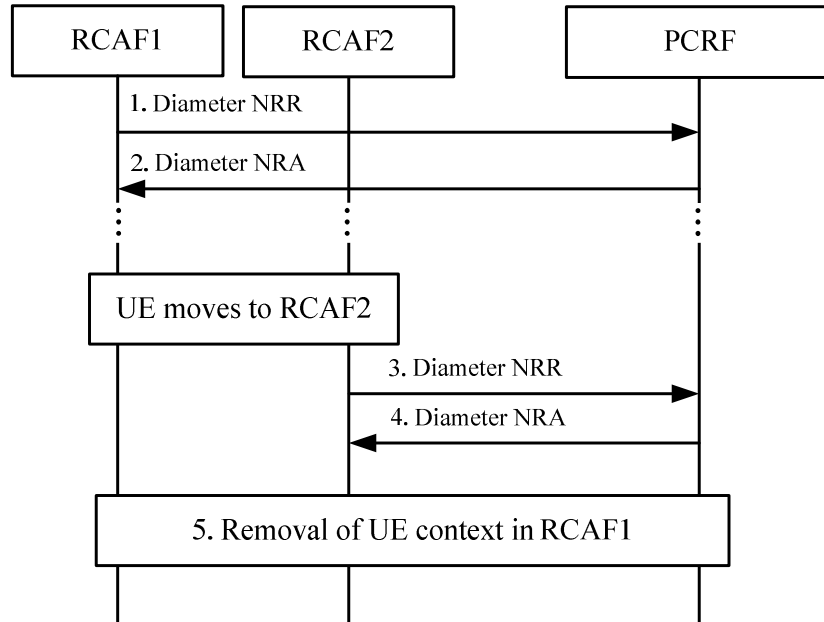 RCAF1
RCAF2
PCRF
1. Diameter NRR
2. Diameter NRA
UE moves to RCAF2
3. Diameter NRR
4. Diameter NRA
5. Removal of UE context in RCAF1